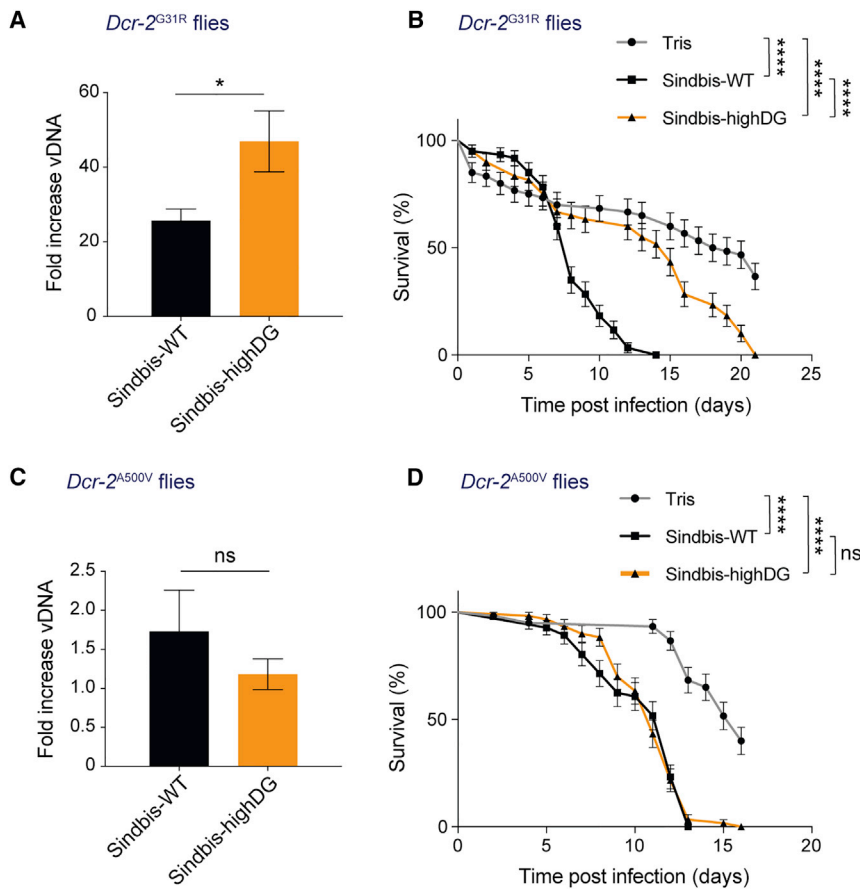 A
Dcr-2G31R flies
*
60
40
20
0
Fold increase vDNA
Sindbis-WT
Sindbis-highDG
B
Dcr-2G31R flies
Tris
Sindbis-WT
Sindbis-highDG
****
****
****
100
50
0
Survival (%)
0 5 10 15 20 25
Time post infection (days)
C
Dcr-2A500V flies
ns
2.5
2.0
1.5
1.0
0.5
0
Fold increase vDNA
Sindbis-WT
Sindbis-highDG
D
Dcr-2A500V flies
Tris
Sindbis-WT
Sindbis-highDG
****
****
ns
100
50
0
Survival (%)
0 5 10 15 20
Time post infection (days)